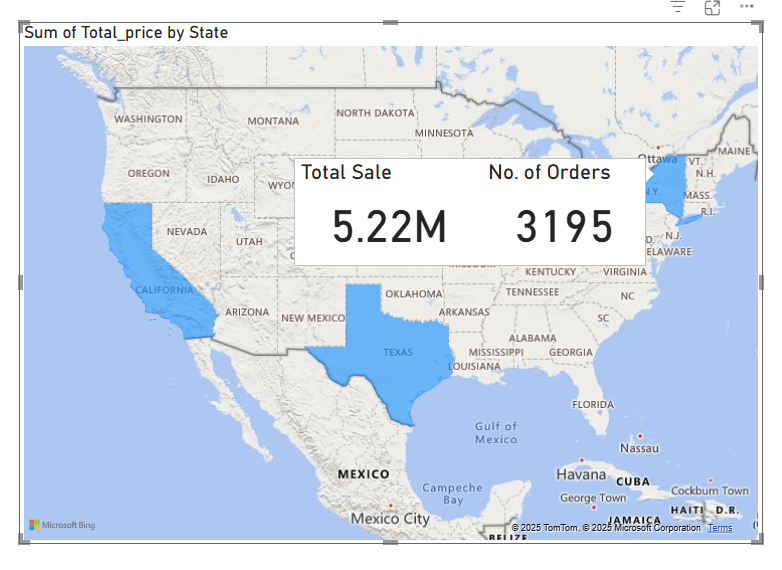 Sum of Total_price by State
WASHINGTON
MONTANA
NORTH DAKOTA
MINNESOTA
Ottawa
VT.
MAINE
N.H.
OREGON
IDAHO
Total Sale
No. of Orders
N.Y.
MASS.
R.I.
5.22M
3195
NEVADA
UTAH
N.J.
ELAWARE
CALIFORNIA
KENTUCKY
VIRGINIA
OKLAHOMA
TENNESSEE
NC
ARIZONA
NEW MEXICO
ARKANSAS
SC
TEXAS
ALABAMA
MISSISSIPPI
GEORGIA
LOUISIANA
FLORIDA
Gulf of
Mexico
Nassau
MEXICO
Havana
CUBA
Campeche
Bay
George Town
Cockburn Town
Mexico City
HAITI
D.R.
JAMAICA
Microsoft Bing
© 2025 TomTom, © 2025 Microsoft Corporation
Terms
BELIZE